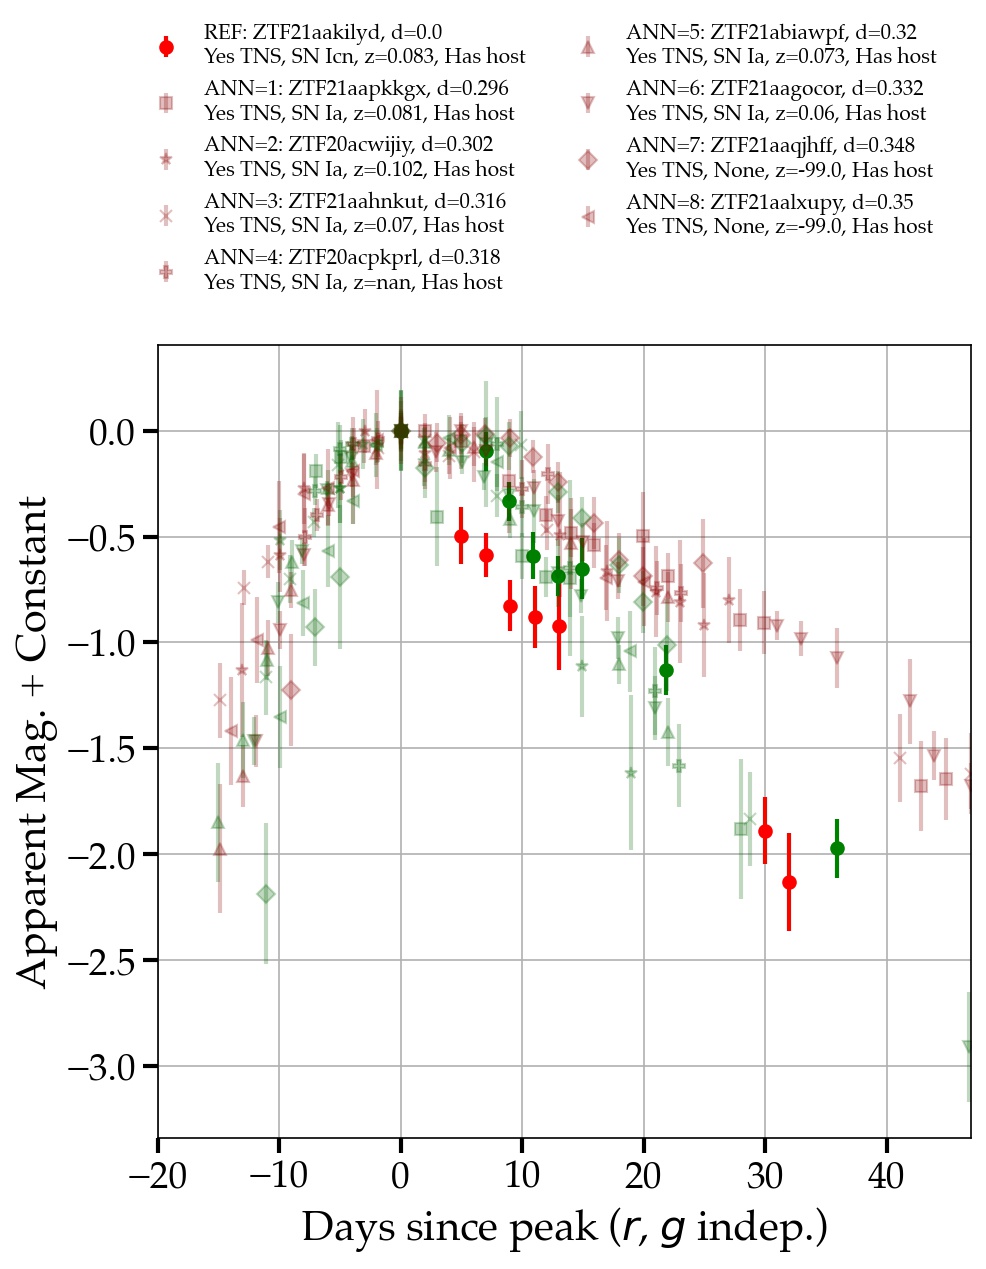 REF: ZTF21aakilyd, d=0.0
Yes TNS, SN Icn, z=0.083, Has host
ANN=1: ZTF21aapkkgx, d=0.296
Yes TNS, SN Ia, z=0.081, Has host
ANN=2: ZTF20acwijiy, d=0.302
Yes TNS, SN Ia, z=0.102, Has host
ANN=3: ZTF21aahnkut, d=0.316
Yes TNS, SN Ia, z=0.07, Has host
ANN=4: ZTF20acpkprl, d=0.318
Yes TNS, SN Ia, z=nan, Has host
ANN=5: ZTF21abiawpf, d=0.32
Yes TNS, SN Ia, z=0.073, Has host
ANN=6: ZTF21aagocor, d=0.332
Yes TNS, SN Ia, z=0.06, Has host
ANN=7: ZTF21aaqjhff, d=0.348
Yes TNS, None, z=-99.0, Has host
ANN=8: ZTF21aalxupy, d=0.35
Yes TNS, None, z=-99.0, Has host
Apparent Mag. + Constant
0.0
−0.5
−1.0
−1.5
−2.0
−2.5
−3.0
−20 −10 0 10 20 30 40
Days since peak (r, g indep.)